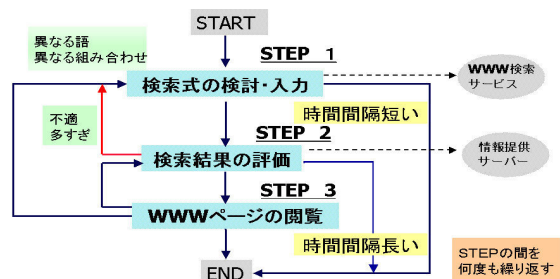 START
異なる語
異なる組み合わせ
STEP 1
検索式の検討・入力
WWW検索
サービス
時間間隔短い
不適
多すぎ
STEP 2
検索結果の評価
情報提供
サーバー
STEP 3
WWWページの閲覧
時間間隔長い
END
STEPの間を
何度も繰り返す